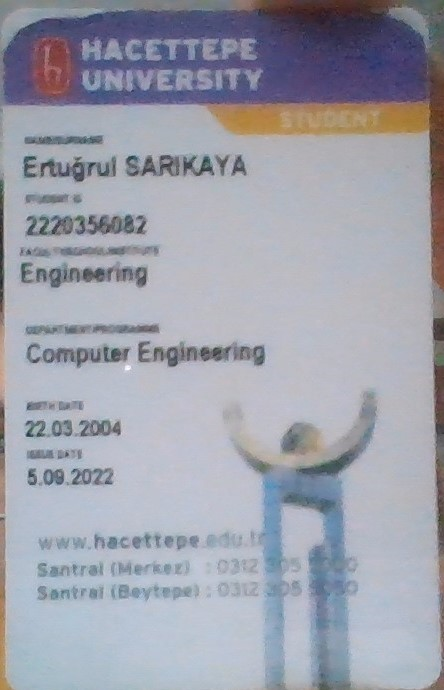 HACETTEPE
UNIVERSITY
STUDENT
NAME/SURNAME
Ertuğrul SARIKAYA
STUDENT ID
2220356082
FACULTY/SCHOOL/INSTITUTE
Engineering
DEPARTMENT/PROGRAMME
Computer Engineering
BIRTH DATE
22.03.2004
ISSUE DATE
5.09.2022
www.hacettepe.edu.tr
Santral (Merkez) : 0312 305
Santral (Beytepe) : 0312 305